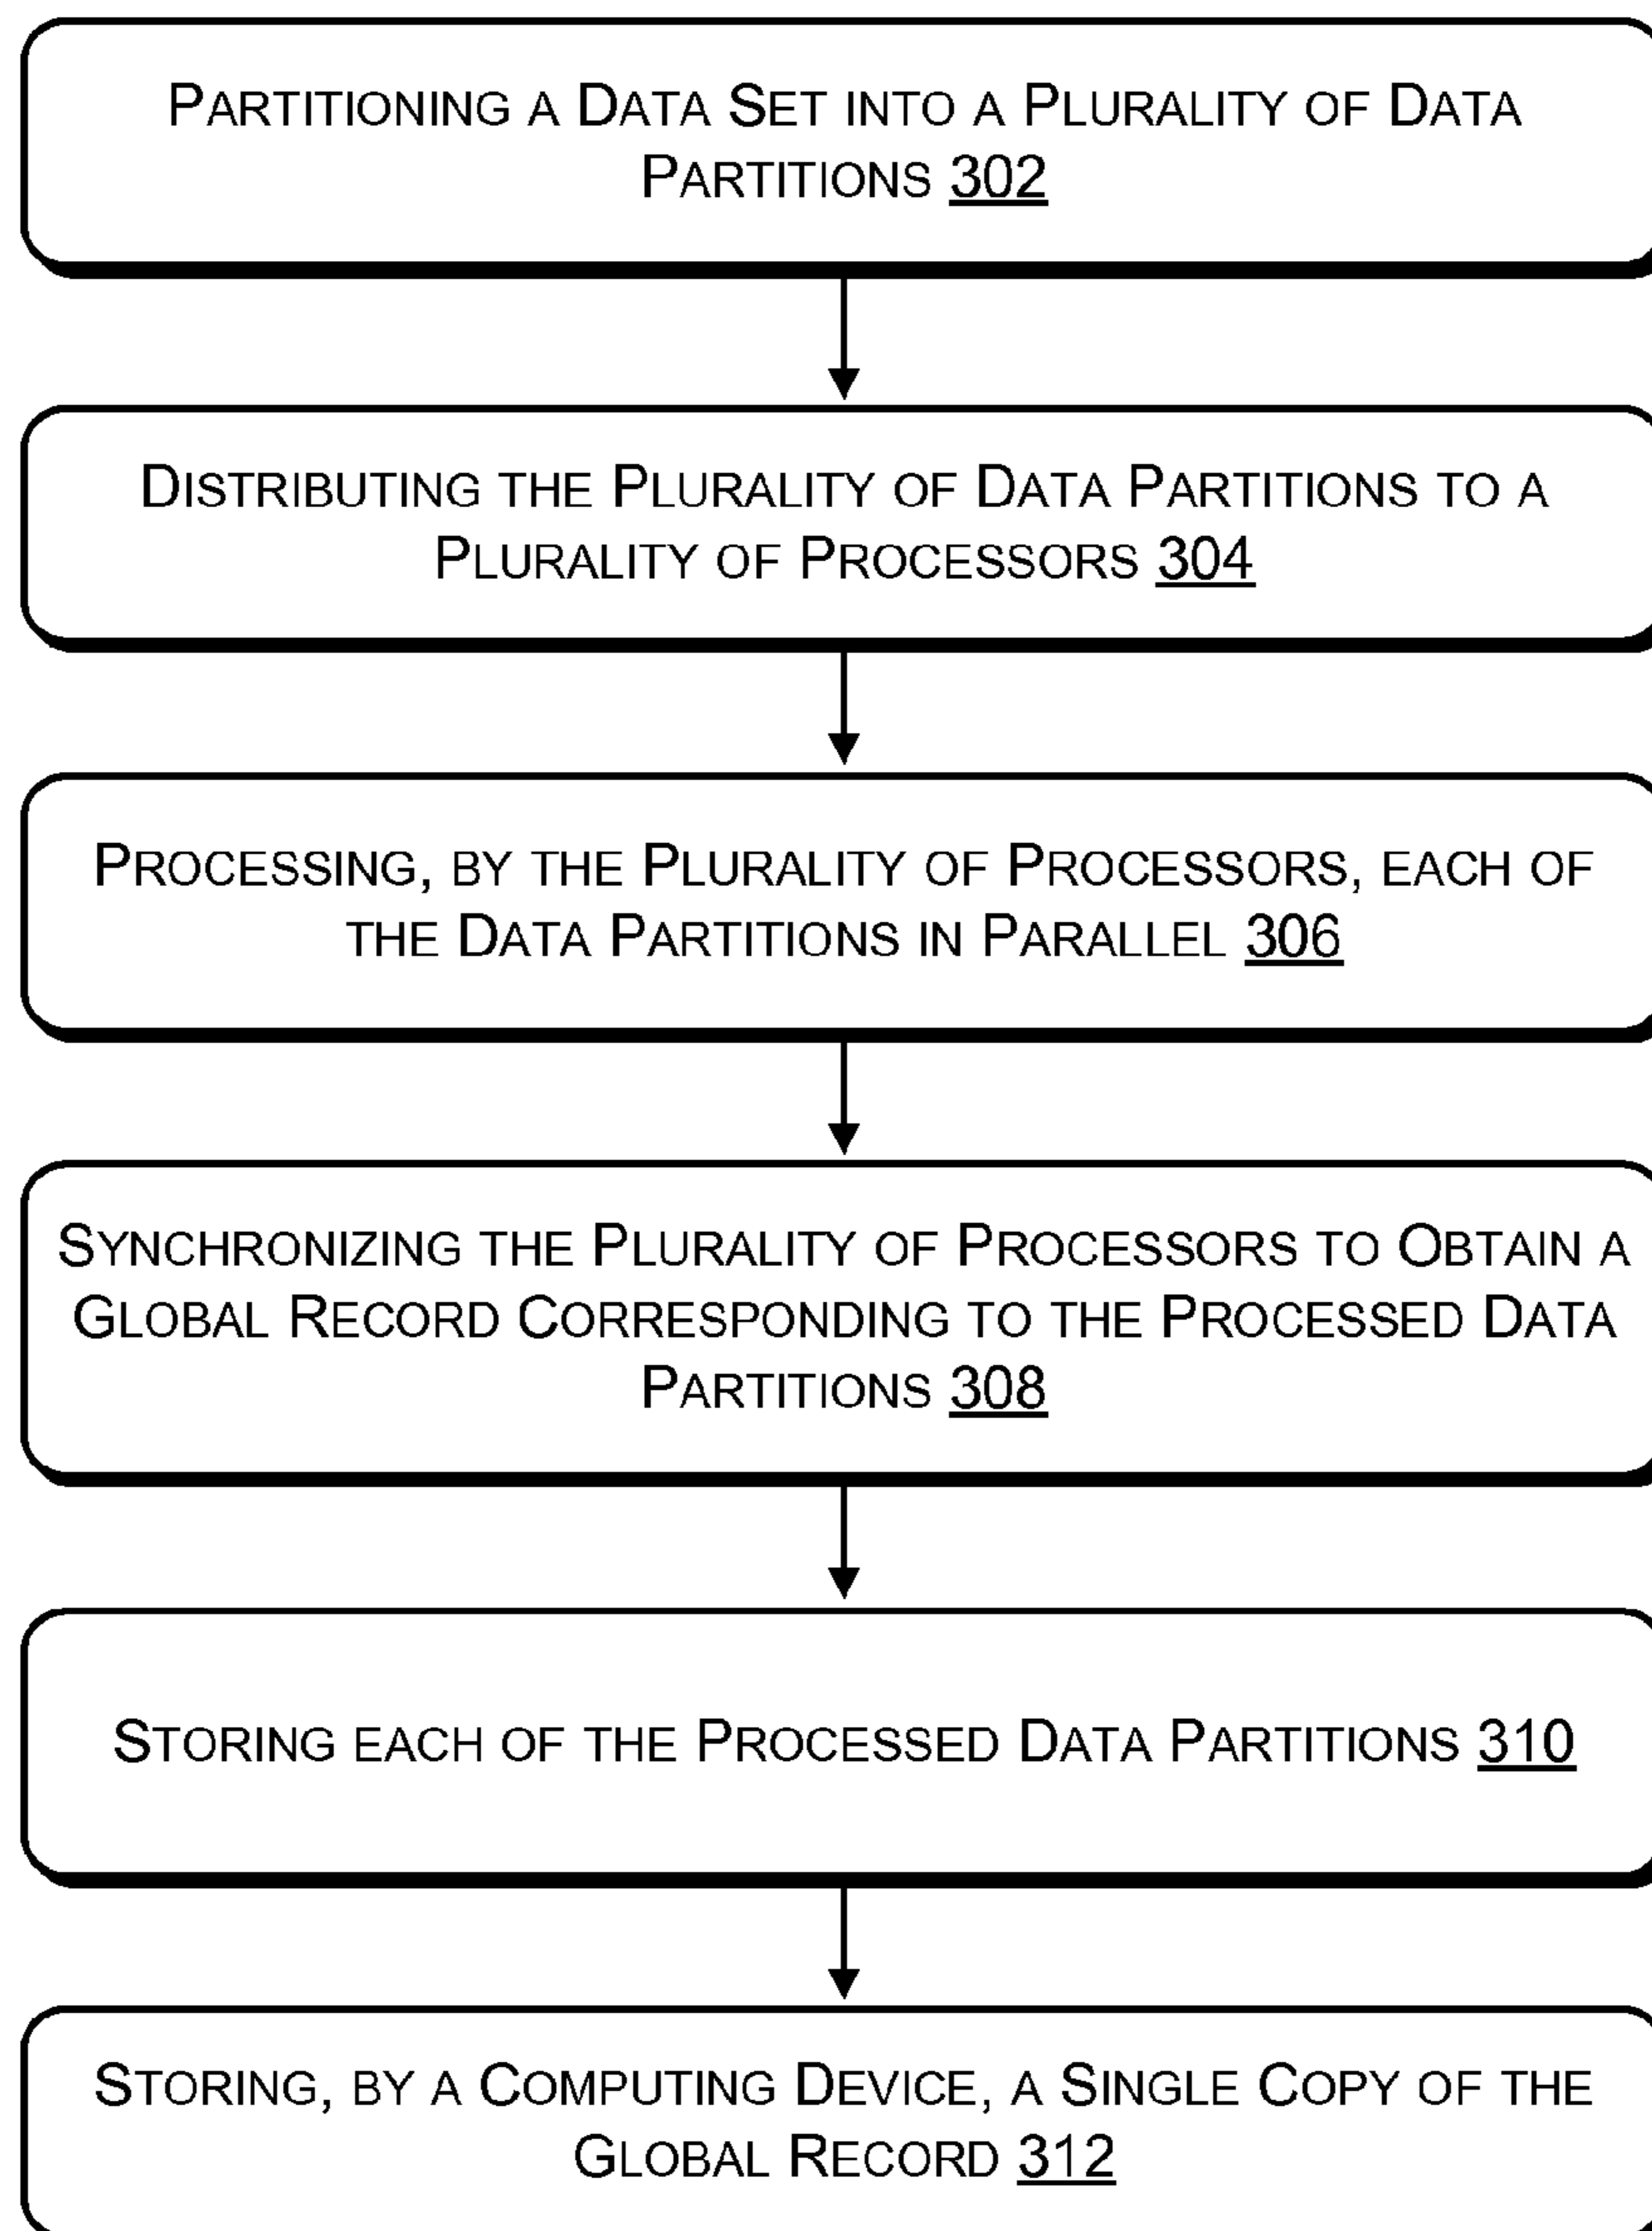 PARTITIONING A DATA SET INTO A PLURALITY OF DATA
PARTITIONS 302
DISTRIBUTING THE PLURALITY OF DATA PARTITIONS TO A
PLURALITY OF PROCESSORS 304
PROCESSING, BY THE PLURALITY OF PROCESSORS, EACH OF
THE DATA PARTITIONS IN PARALLEL 306
SYNCHRONIZING THE PLURALITY OF PROCESSORS TO OBTAIN A
GLOBAL RECORD CORRESPONDING TO THE PROCESSED DATA
PARTITIONS 308
STORING EACH OF THE PROCESSED DATA PARTITIONS 310
STORING, BY A COMPUTING DEVICE, A SINGLE COPY OF THE
GLOBAL RECORD 312